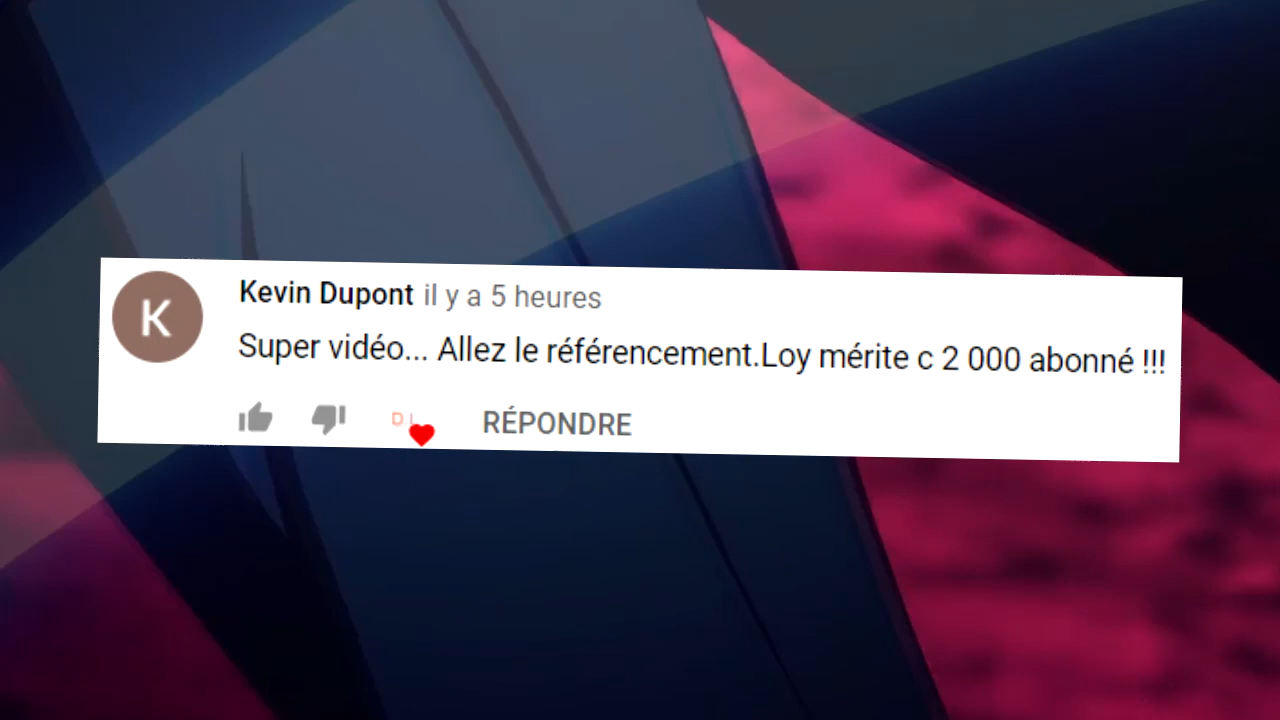 K
Kevin Dupont il y a 5 heures
Super vidéo... Allez le référencement.Loy mérite c 2 000 abonné !!!
RÉPONDRE